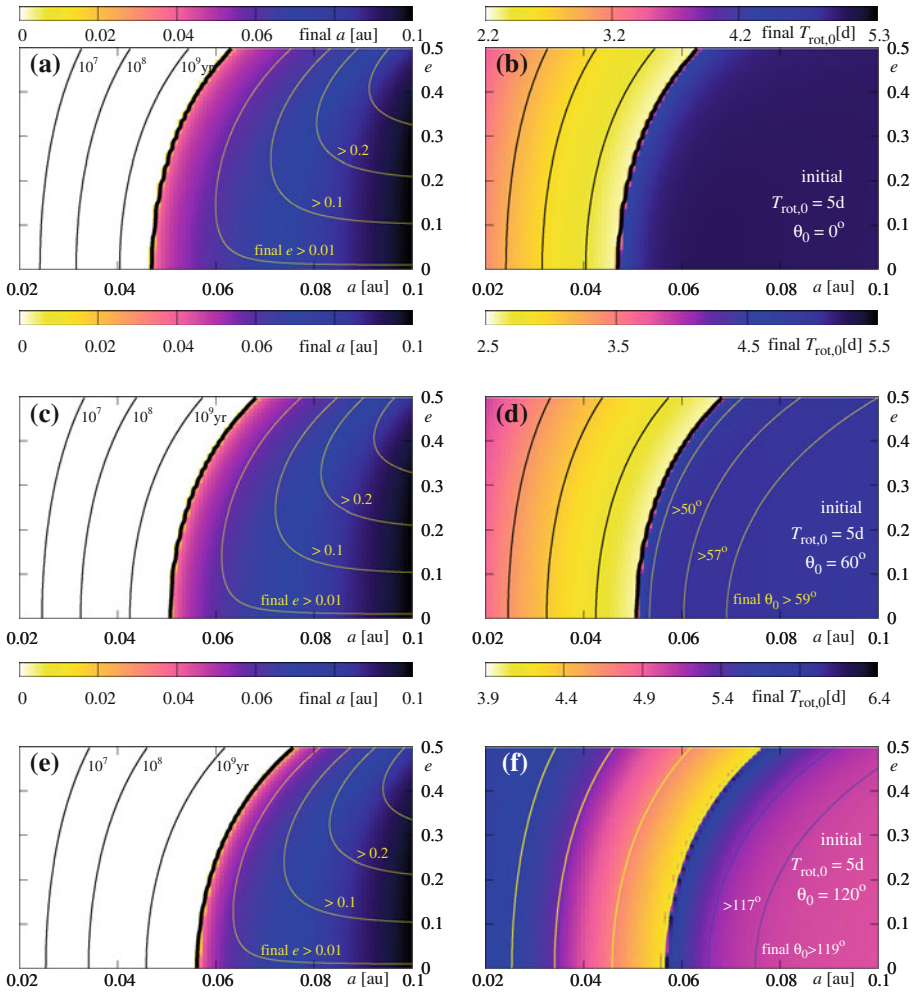 0 0.02 0.04 0.06 final a [au] 0.1
2.2 3.2 4.2 final T_rot,0[d] 5.3
(a) 10^7 10^8 10^9yr 0.5
e
0.4
0.3
> 0.2
0.2
> 0.1
0.1
final e > 0.01
0
0.02 0.04 0.06 0.08 a [au] 0.1
(b) 0.5
e
0.4
0.3
initial
0.2
T_rot,0 = 5d
θ_0 = 0°
0.1
0
0.02 0.04 0.06 0.08 a [au] 0.1
0 0.02 0.04 0.06 final a [au] 0.1
2.5 3.5 4.5 final T_rot,0[d] 5.5
(c) 10^7 10^8 10^9yr 0.5
e
0.4
0.3
> 0.2
0.2
> 0.1
0.1
final e > 0.01
0
0.02 0.04 0.06 0.08 a [au] 0.1
(d) 0.5
e
0.4
0.3
>50°
initial
0.2
T_rot,0 = 5d
>57°
θ_0 = 60°
0.1
final θ_0 > 59°
0
0.02 0.04 0.06 0.08 a [au] 0.1
0 0.02 0.04 0.06 final a [au] 0.1
3.9 4.4 4.9 5.4 final T_rot,0[d] 6.4
(e) 10^7 10^8 10^9yr 0.5
e
0.4
0.3
> 0.2
0.2
> 0.1
0.1
final e > 0.01
0
0.02 0.04 0.06 0.08 a [au] 0.1
(f) 0.5
e
0.4
0.3
initial
T_rot,0 = 5d
0.2
θ_0 = 120°
>117°
0.1
final θ_0>119°
0
0.02 0.04 0.06 0.08 a [au] 0.1